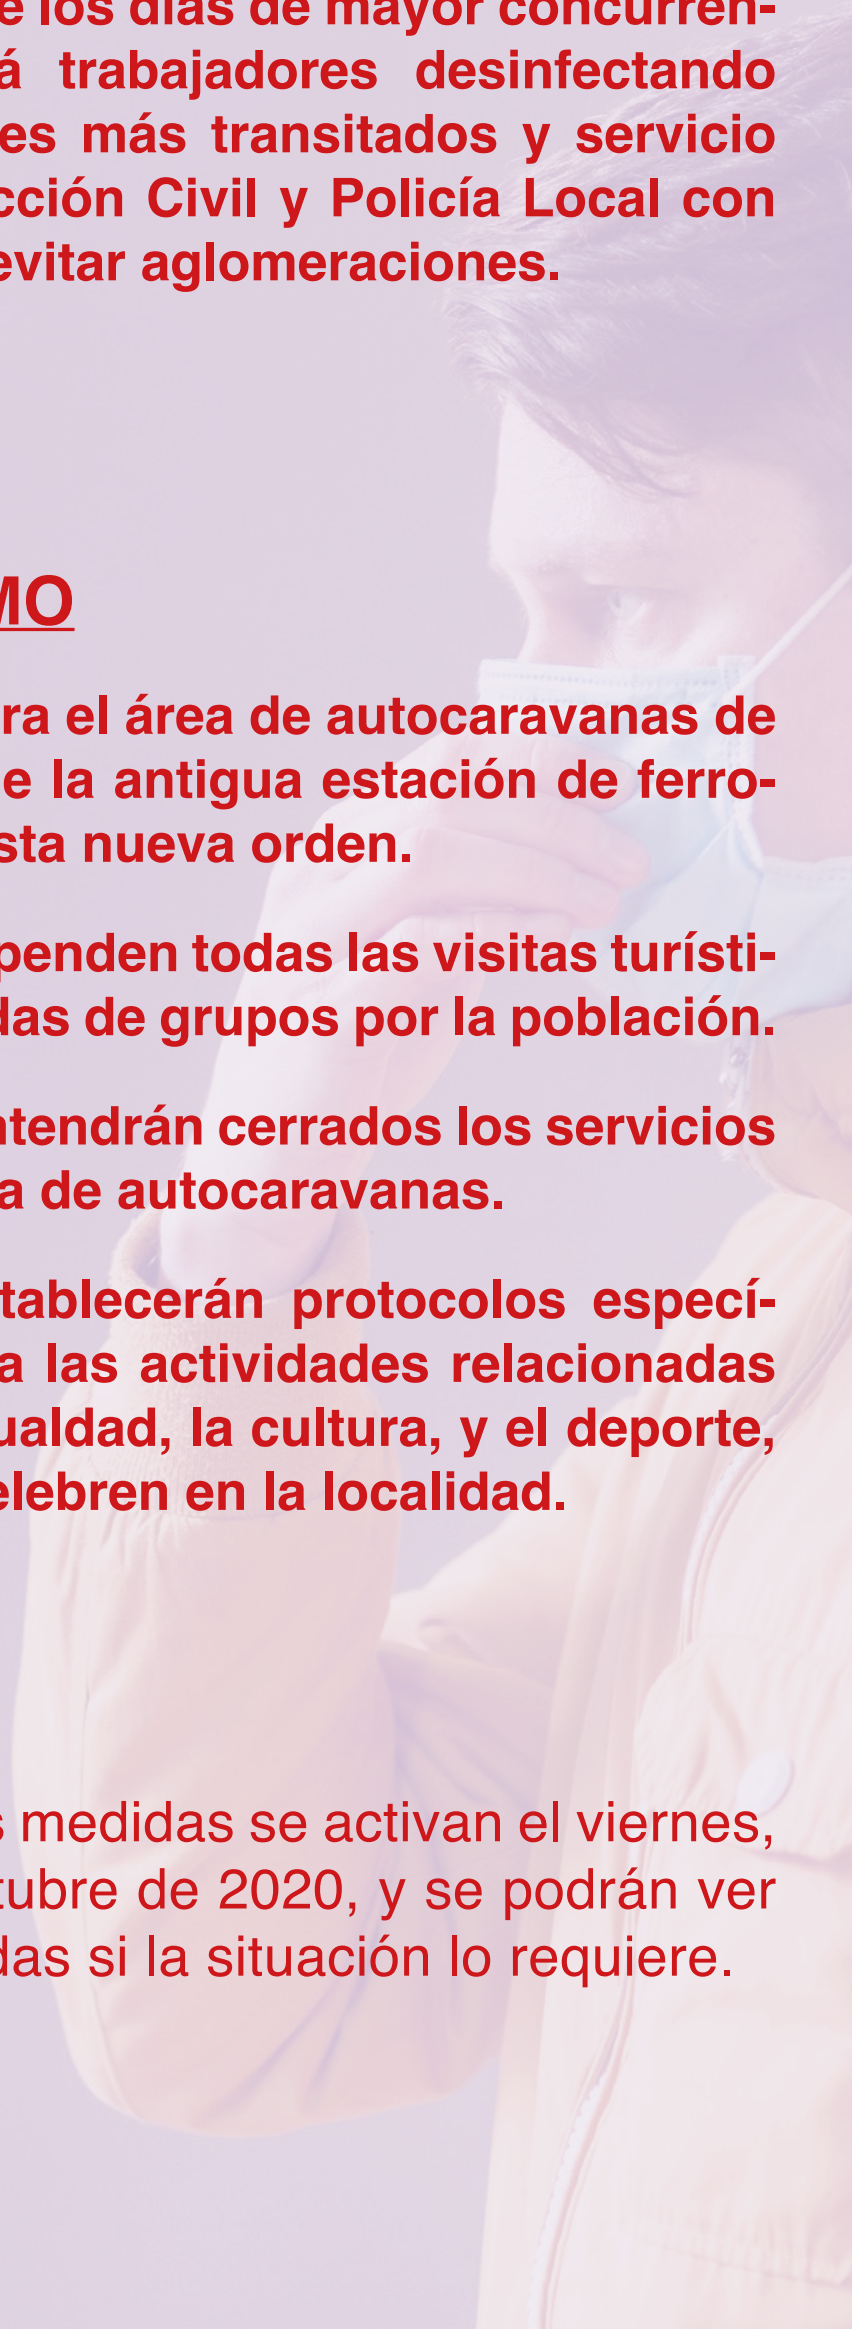 e los días de mayor concurren-
á trabajadores desinfectando
es más transitados y servicio
cción Civil y Policía Local con
evitar aglomeraciones.
MO
ra el área de autocaravanas de
e la antigua estación de ferro-
sta nueva orden.
penden todas las visitas turísti-
das de grupos por la población.
ntendrán cerrados los servicios
a de autocaravanas.
tablecerán protocolos especí-
a las actividades relacionadas
ualdad, la cultura, y el deporte,
elebren en la localidad.
s medidas se activan el viernes,
tubre de 2020, y se podrán ver
das si la situación lo requiere.